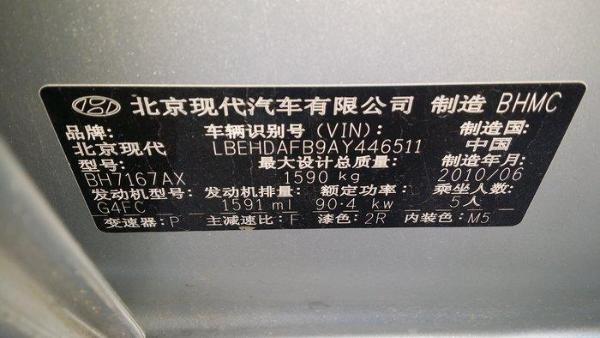 北京现代汽车有限公司 制造 BHMC
品牌: 车辆识别号 (VIN): 制造国:
北京现代 LBEHDAFB9AY446511 中国
型号: 最大设计总质量: 制造年月:
BH7167AX 1590 kg 2010/06
发动机型号: 发动机排量: 额定功率: 乘坐人数:
G4FC 1591 ml 90.4 kw 5人
变速器: P 主减速比: F 漆色: 2R 内装色: M5